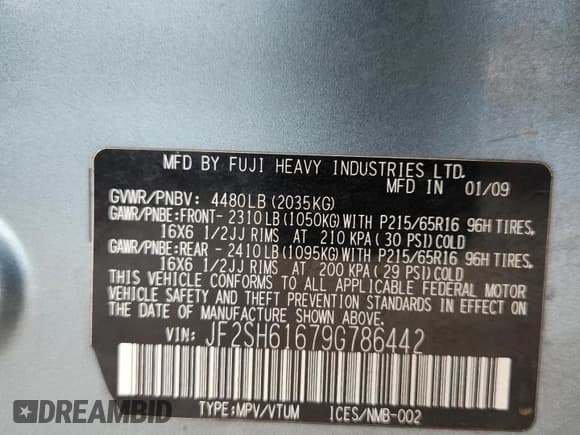 MFD BY FUJI HEAVY INDUSTRIES LTD.
MFD IN 01/09
GVWR/PNBV: 4480LB(2035KG)
GAWR/PNBE:FRONT-2310LB(1050KG)WITH P215/65R16 96H TIRES,
16X6 1/2JJ RIMS AT 210 KPA(30 PSI)COLD
GAWR/PNBE:REAR -2410LB(1095KG)WITH P215/65R16 96H TIRES,
16X6 1/2JJ RIMS AT 200 KPA(29 PSI)COLD
THIS VEHICLE CONFORMS TO ALL APPLICABLE FEDERAL MOTOR
VEHICLE SAFETY AND THEFT PREVENTION STANDARDS IN EFFECT ON
THE DATE OF MANUFACTURE SHOWN ABOVE.
VIN: JF2SH61679G786442
TYPE:MPV/VTUM ICES/NMB-002
DREAMBID